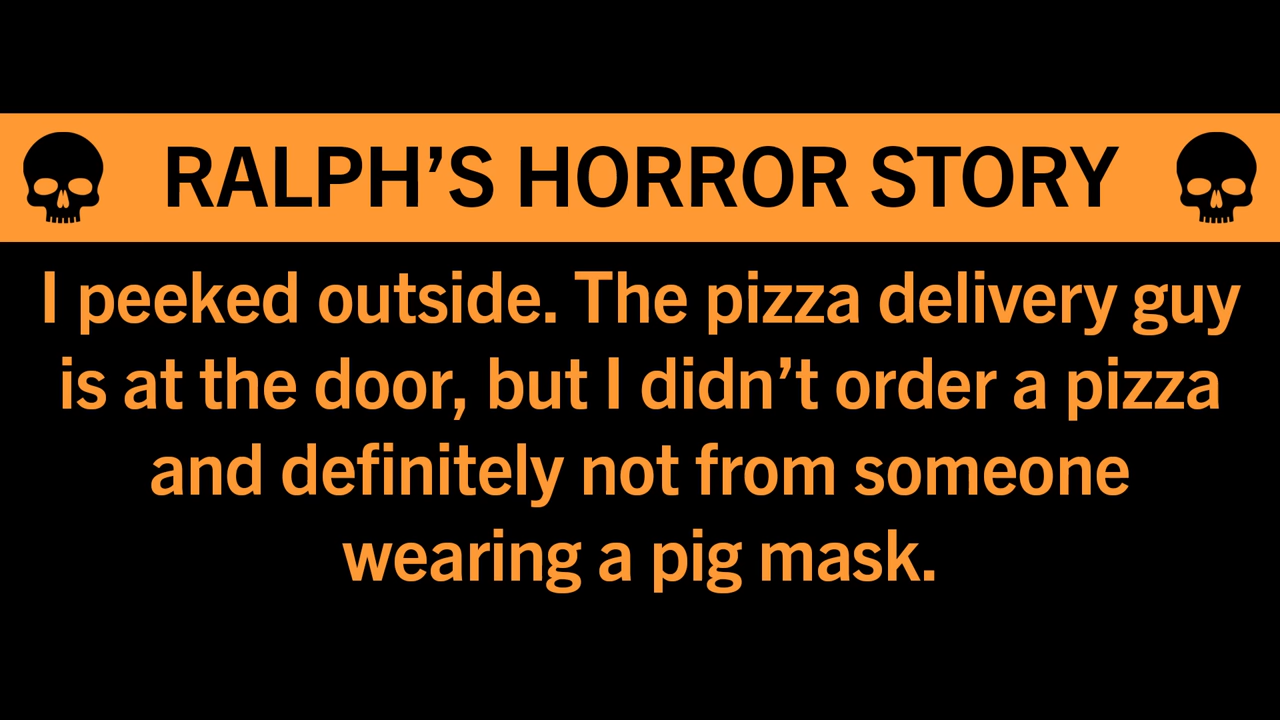 RALPH’S HORROR STORY
I peeked outside. The pizza delivery guy
is at the door, but I didn’t order a pizza
and definitely not from someone
wearing a pig mask.